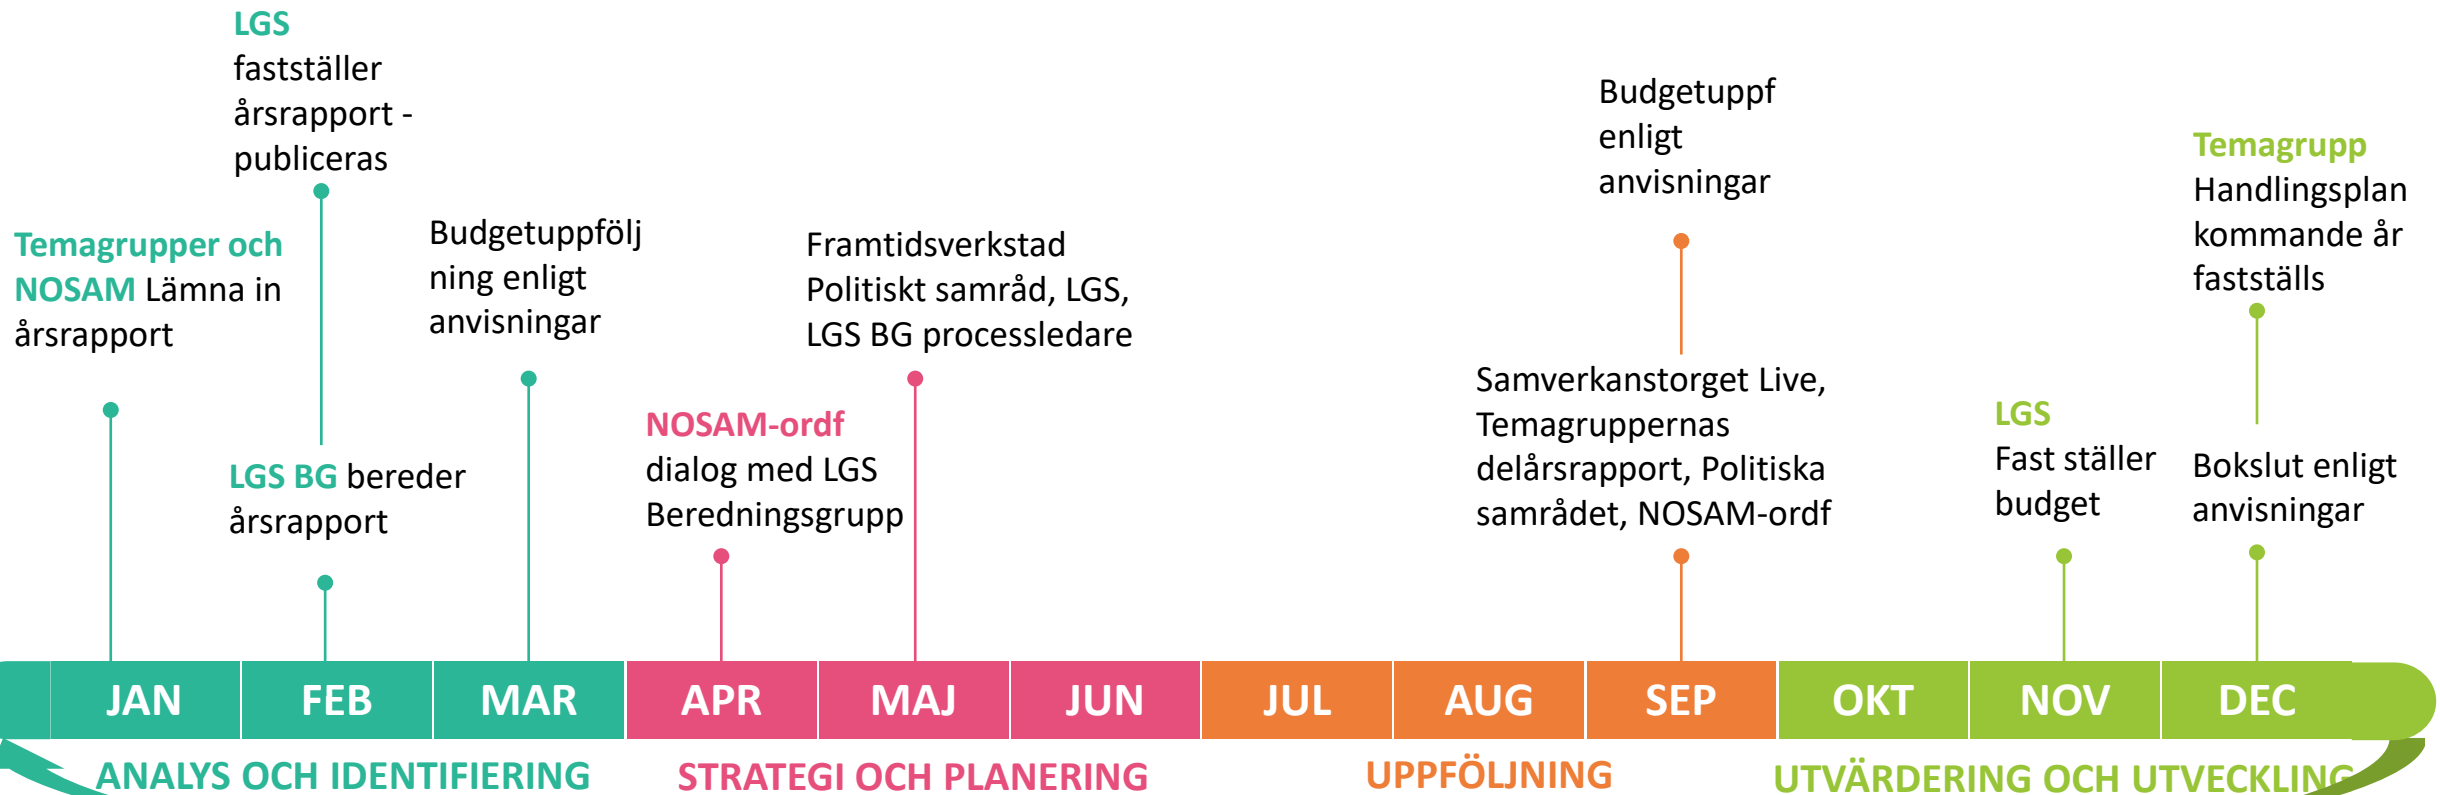 LGS
fastställer
årsrapport -
publiceras
Temagrupper och
NOSAM Lämna in
årsrapport
LGS BG bereder
årsrapport
Budgetuppfölj
ning enligt
anvisningar
NOSAM-ordf
dialog med LGS
Beredningsgrupp
Framtidsverkstad
Politiskt samråd, LGS,
LGS BG processledare
Budgetuppf
enligt
anvisningar
Samverkanstorget Live,
Temagruppernas
delårsrapport, Politiska
samrådet, NOSAM-ordf
LGS
Fast ställer
budget
Temagrupp
Handlingsplan
kommande år
fastställs
Bokslut enligt
anvisningar
JAN FEB MAR APR MAJ JUN JUL AUG SEP OKT NOV DEC
ANALYS OCH IDENTIFIERING STRATEGI OCH PLANERING UPPFÖLJNING UTVÄRDERING OCH UTVECKLING